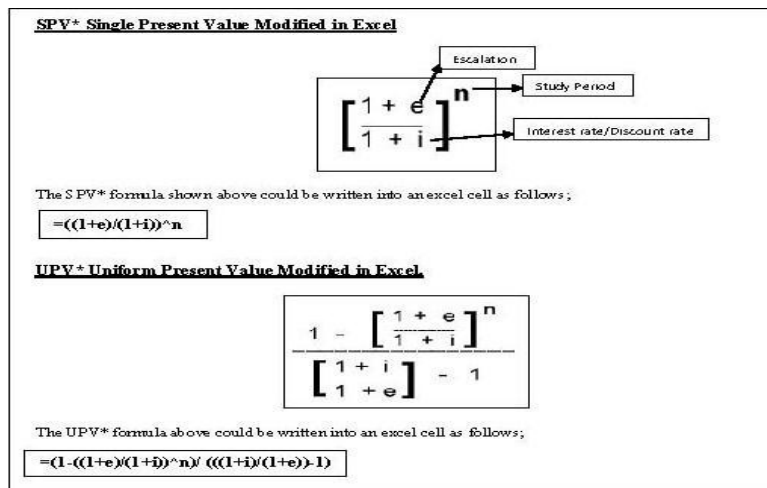 SPV* Single Present Value Modified in Excel
Escalation
Study Period
Interest rate/Discount rate
[1 + e / 1 + i]^n
The SPV* formula shown above could be written into an excel cell as follows;
=((1+e)/(1+i))^n
UPV* Uniform Present Value Modified in Excel.
1 - [1 + e / 1 + i]^n
[1 + i 1 + e] - 1
The UPV* formula above could be written into an excel cell as follows;
=(1-((1+e)/(1+i))^n)/ (((1+i)/(1+e))-1)